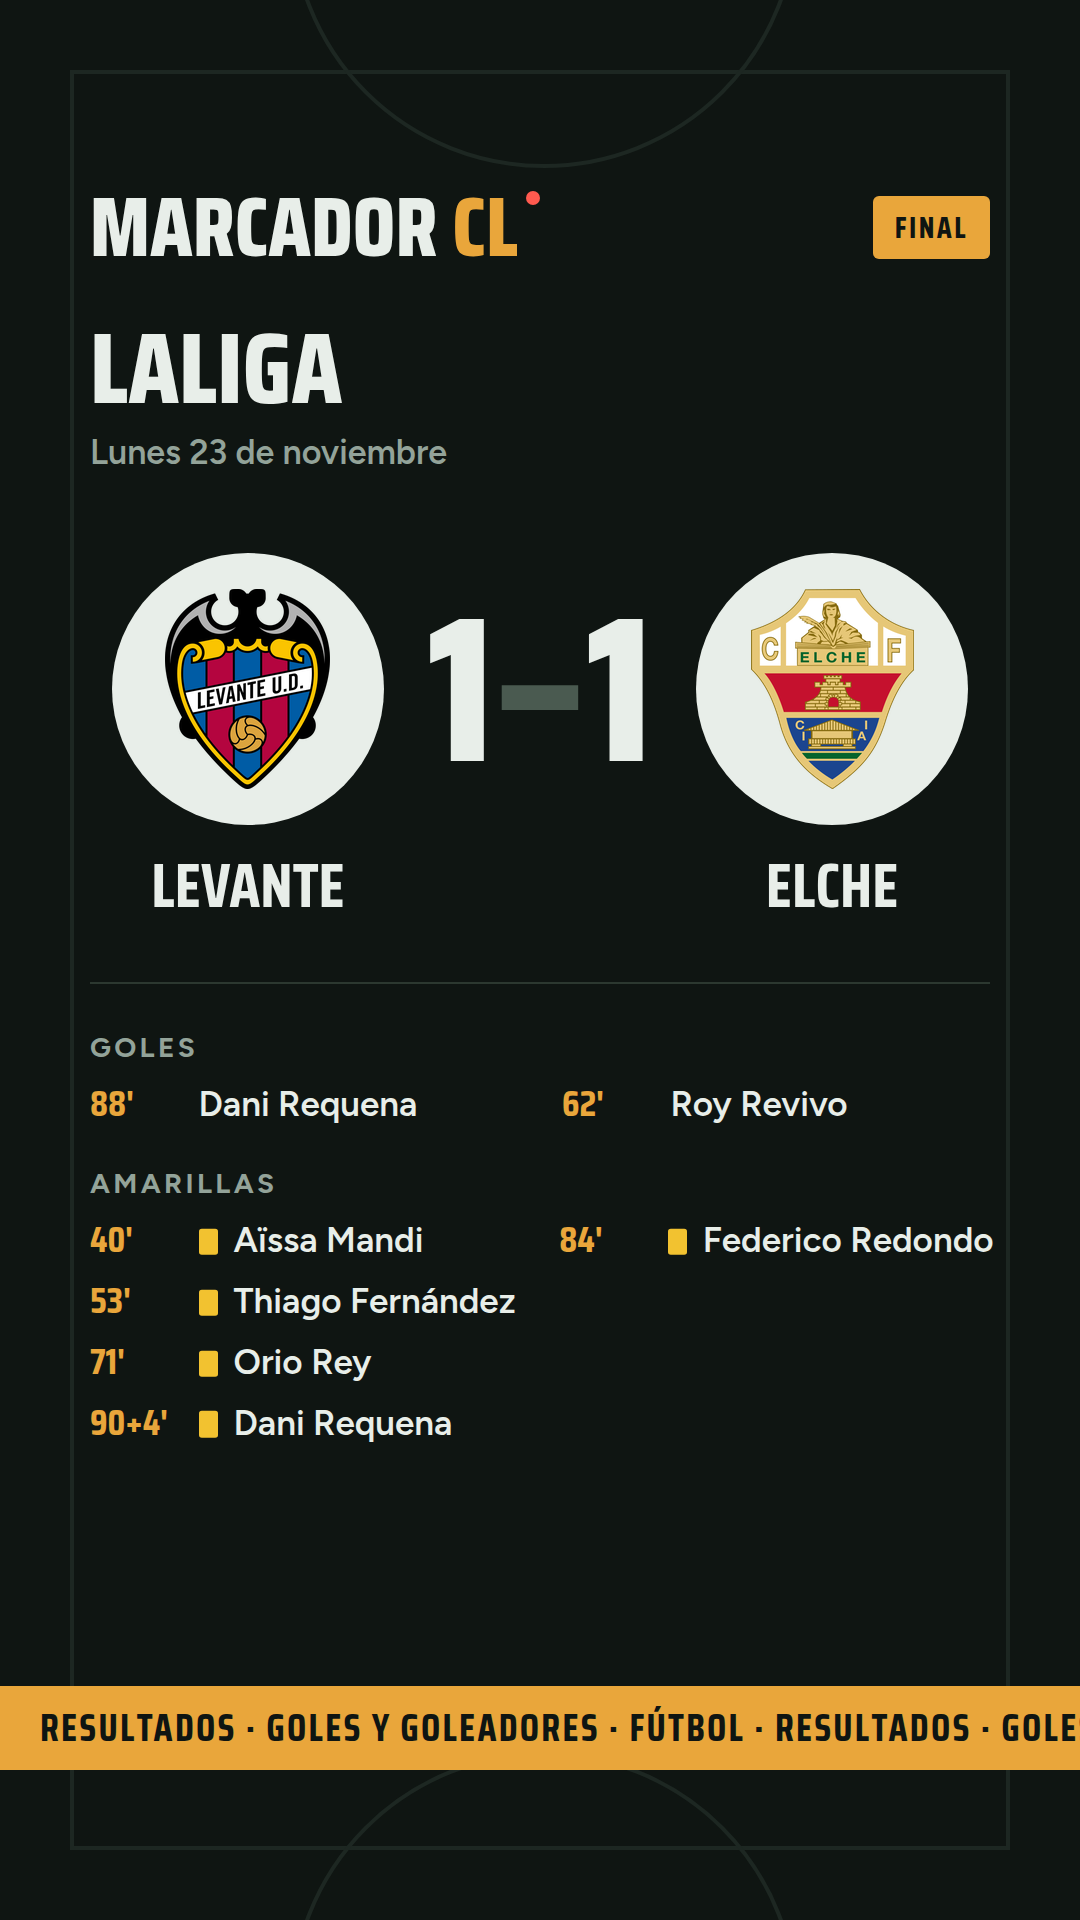 MARCADOR CL
FINAL
LALIGA
Lunes 23 de noviembre
LEVANTE U.D.
1-1
C ELCHE F
C I
I A
LEVANTE
ELCHE
GOLES
88' Dani Requena
62' Roy Revivo
AMARILLAS
40' Aïssa Mandi
84' Federico Redondo
53' Thiago Fernández
71' Orio Rey
90+4' Dani Requena
RESULTADOS · GOLES Y GOLEADORES · FÚTBOL · RESULTADOS · GOLES